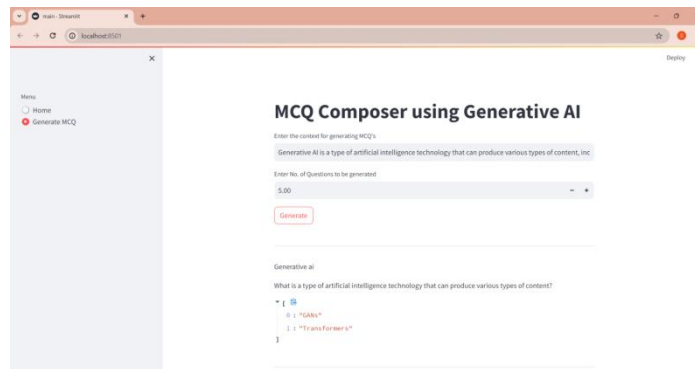 main · Streamlit
localhost:8501
Deploy
Menu
Home
Generate MCQ
MCQ Composer using Generative AI
Enter the context for generating MCQ's
Generative AI is a type of artificial intelligence technology that can produce various types of content, inc
Enter No. of Questions to be generated
5.00
Generate
Generative ai
What is a type of artificial intelligence technology that can produce various types of content?
[
0 : "GANs"
1 : "Transformers"
]